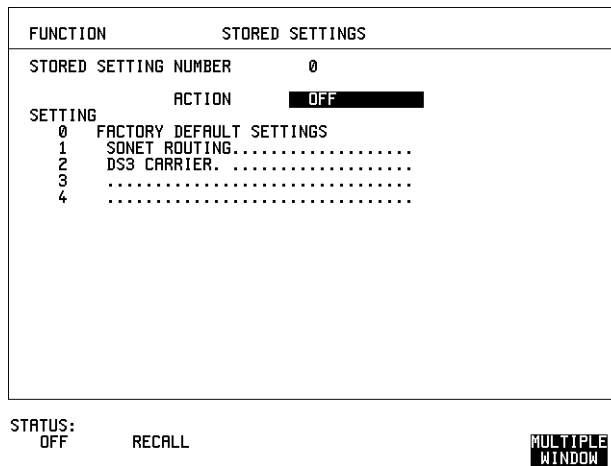 FUNCTION STORED SETTINGS
STORED SETTING NUMBER 0
ACTION OFF
SETTING
0 FACTORY DEFAULT SETTINGS
1 SONET ROUTING...................
2 DS3 CARRIER. ...................
3 ................................
4 ................................
STATUS:
OFF RECALL
MULTIPLE
WINDOW